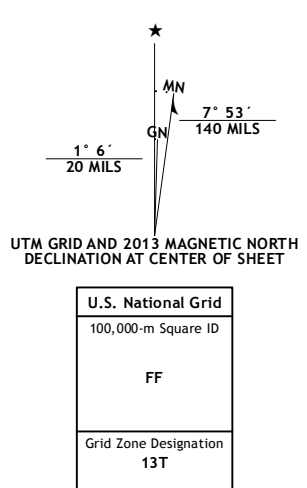 ★
MN
GN
7° 53´
140 MILS
1° 6´
20 MILS
UTM GRID AND 2013 MAGNETIC NORTH
DECLINATION AT CENTER OF SHEET
U.S. National Grid
100,000-m Square ID
FF
Grid Zone Designation
13T